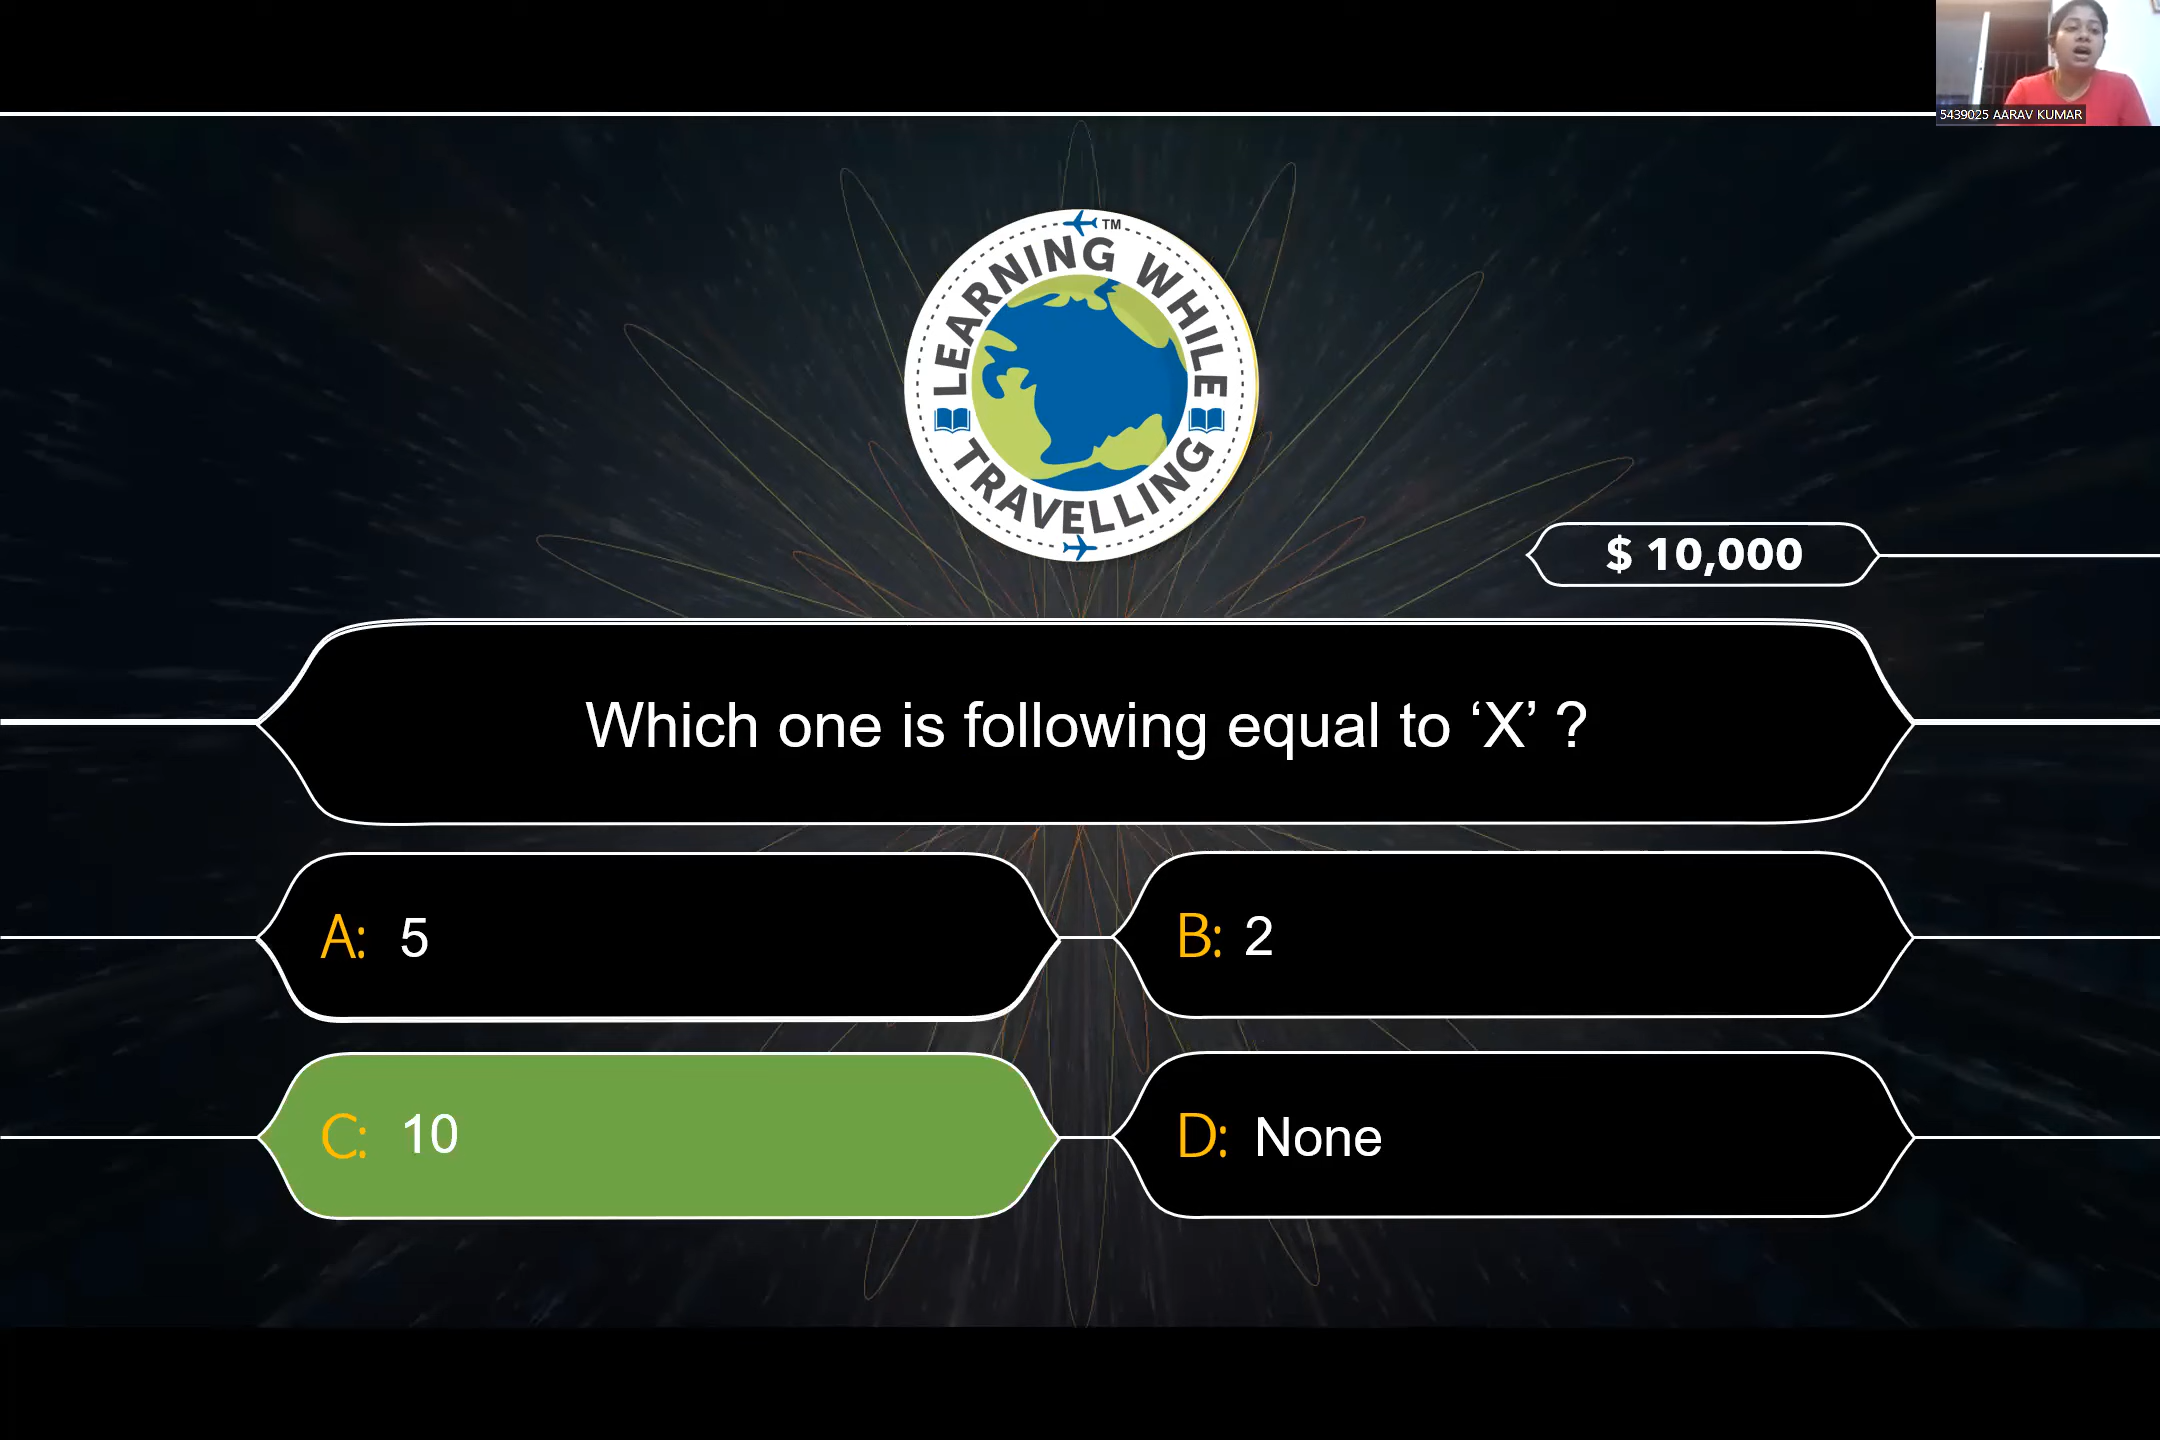 5439025 AARAV KUMAR
TM
LEARNING WHILE
TRAVELLING
$ 10,000
Which one is following equal to ‘X’ ?
A: 5
B: 2
C: 10
D: None